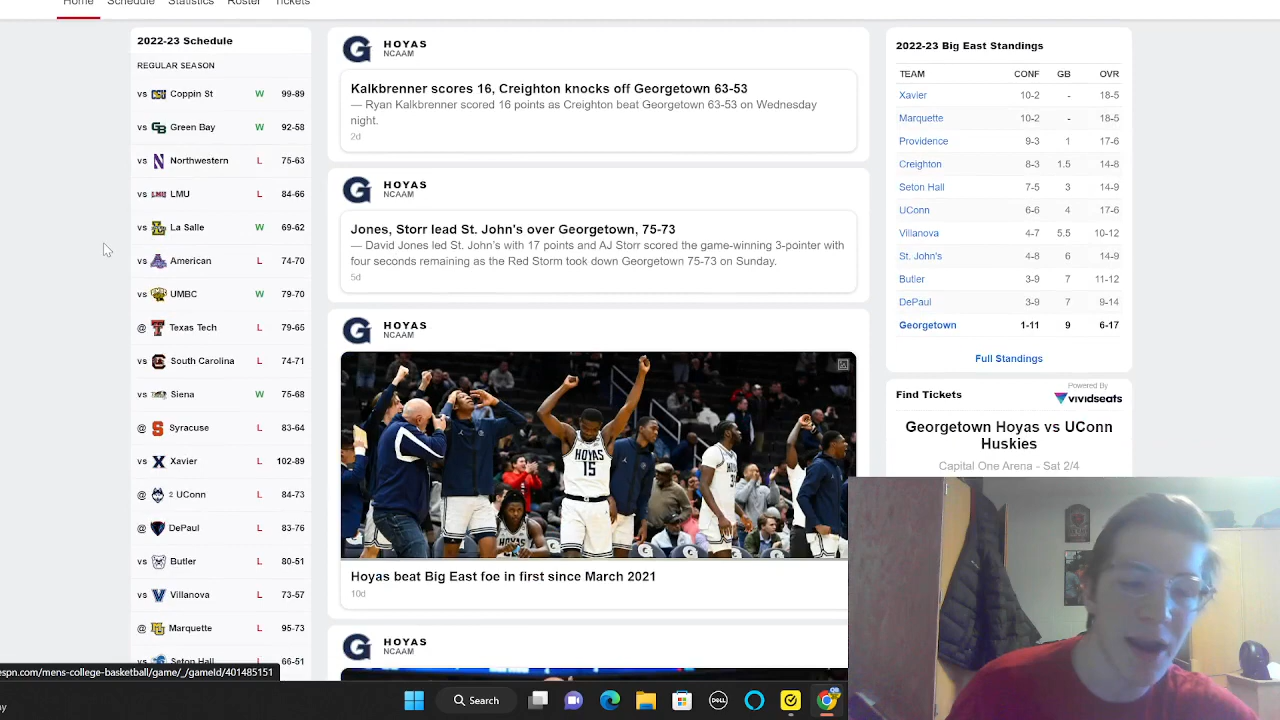 Home Schedule Statistics Roster Tickets
2022-23 Schedule
REGULAR SEASON
vs Coppin St W 99-89
vs Green Bay W 92-58
vs Northwestern L 75-63
vs LMU L 84-66
vs La Salle W 69-62
vs American L 74-70
vs UMBC W 79-70
@ Texas Tech L 79-65
vs South Carolina L 74-71
vs Siena W 75-68
@ Syracuse L 83-64
vs Xavier L 102-89
@ 2 UConn L 84-73
@ DePaul L 83-76
vs Butler L 80-51
vs Villanova L 73-57
@ Marquette L 95-73
@ Seton Hall L 66-51
espn.com/mens-college-basketball/game/_/gameId/401485151
HOYAS
NCAAM
Kalkbrenner scores 16, Creighton knocks off Georgetown 63-53
— Ryan Kalkbrenner scored 16 points as Creighton beat Georgetown 63-53 on Wednesday
night.
2d
HOYAS
NCAAM
Jones, Storr lead St. John's over Georgetown, 75-73
— David Jones led St. John's with 17 points and AJ Storr scored the game-winning 3-pointer with
four seconds remaining as the Red Storm took down Georgetown 75-73 on Sunday.
5d
HOYAS
NCAAM
HOYAS
15
HOYAS
Hoyas beat Big East foe in first since March 2021
10d
HOYAS
NCAAM
2022-23 Big East Standings
TEAM CONF GB OVR
Xavier 10-2 - 18-5
Marquette 10-2 - 18-5
Providence 9-3 1 17-6
Creighton 8-3 1.5 14-8
Seton Hall 7-5 3 14-9
UConn 6-6 4 17-6
Villanova 4-7 5.5 10-12
St. John's 4-8 6 14-9
Butler 3-9 7 11-12
DePaul 3-9 7 9-14
Georgetown 1-11 9 6-17
Full Standings
Find Tickets
Powered By
vividseats
Georgetown Hoyas vs UConn
Huskies
Capital One Arena - Sat 2/4
Search
DELL